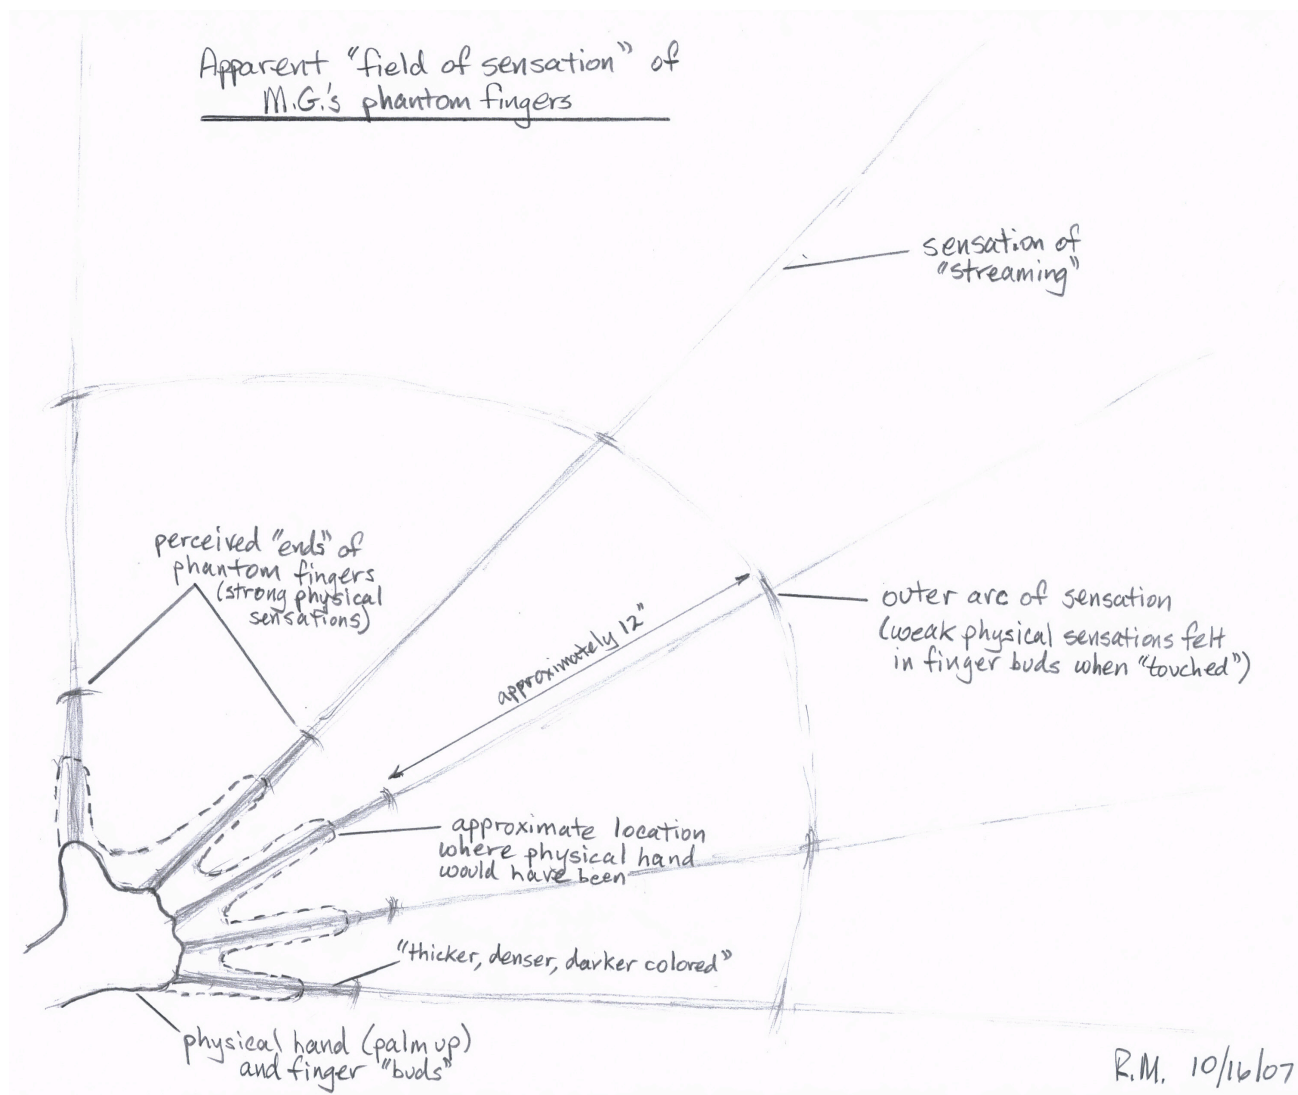 Apparent "field of sensation" of
M.G.'s phantom fingers
sensation of
"streaming"
perceived "ends" of
phantom fingers
(strong physical
sensations)
approximately 12"
outer arc of sensation
(weak physical sensations felt
in finger buds when "touched")
approximate location
where physical hand
would have been
"thicker, denser, darker colored"
physical hand (palm up)
and finger "buds"
R.M. 10/16/07